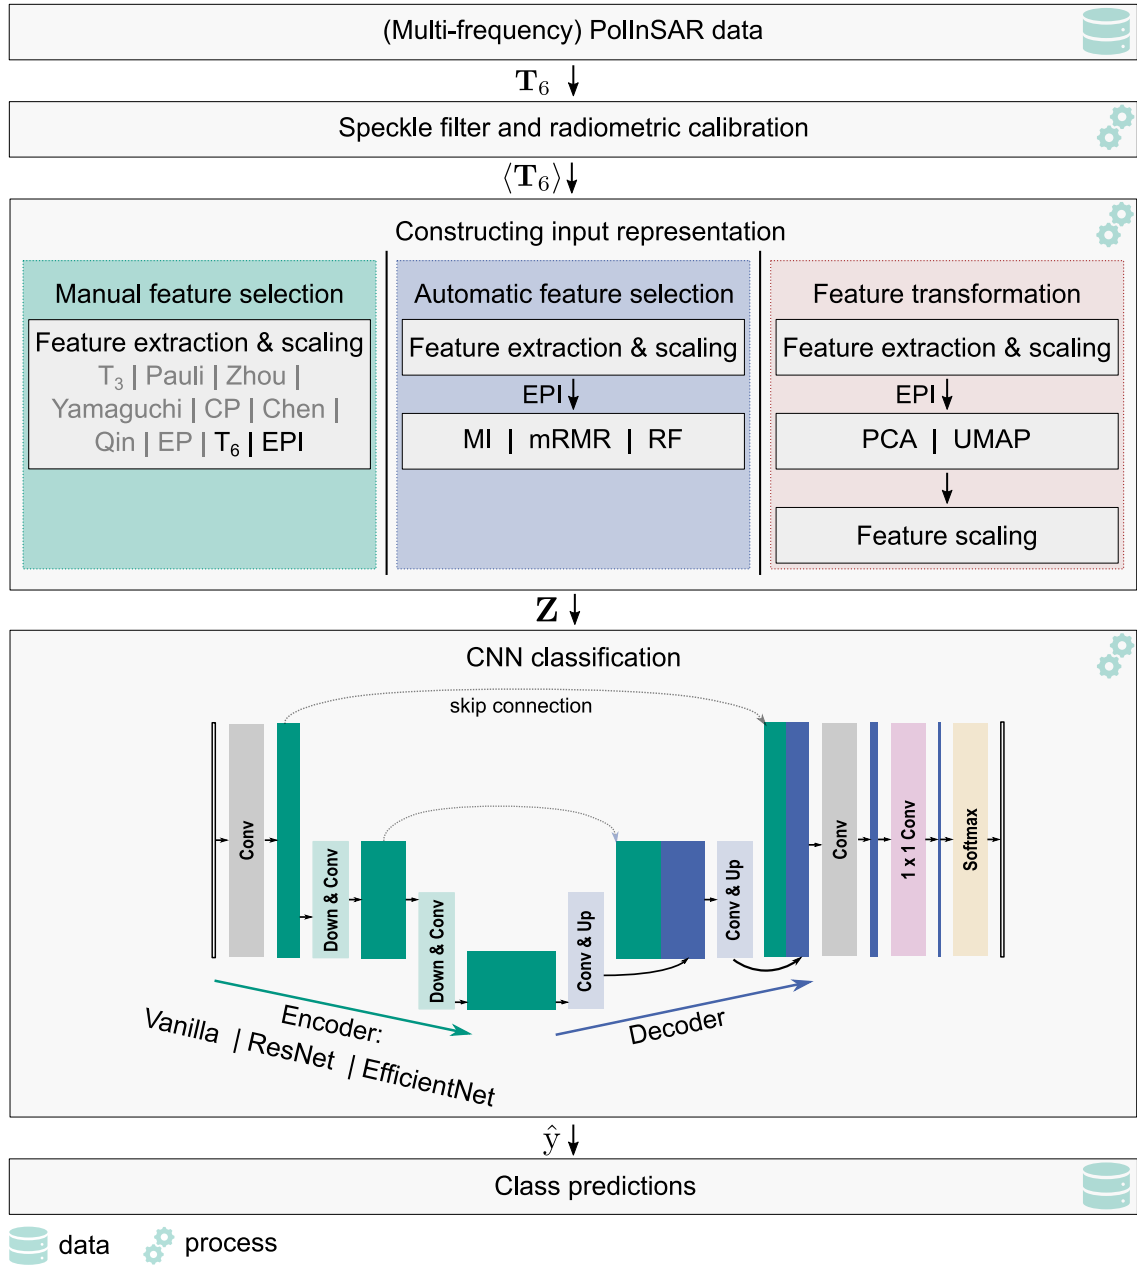 (Multi-frequency) PolInSAR data
T₆
Speckle filter and radiometric calibration
⟨T₆⟩
Constructing input representation
Manual feature selection
Feature extraction & scaling
T₃ | Pauli | Zhou |
Yamaguchi | CP | Chen |
Qin | EP | T₆ | EPI
Automatic feature selection
Feature extraction & scaling
EPI
MI | mRMR | RF
Feature transformation
Feature extraction & scaling
EPI
PCA | UMAP
Feature scaling
Z
CNN classification
skip connection
Conv
Down & Conv
Down & Conv
Conv & Up
Conv & Up
Conv
1 x 1 Conv
Softmax
Encoder:
Vanilla | ResNet | EfficientNet
Decoder
ŷ
Class predictions
data
process